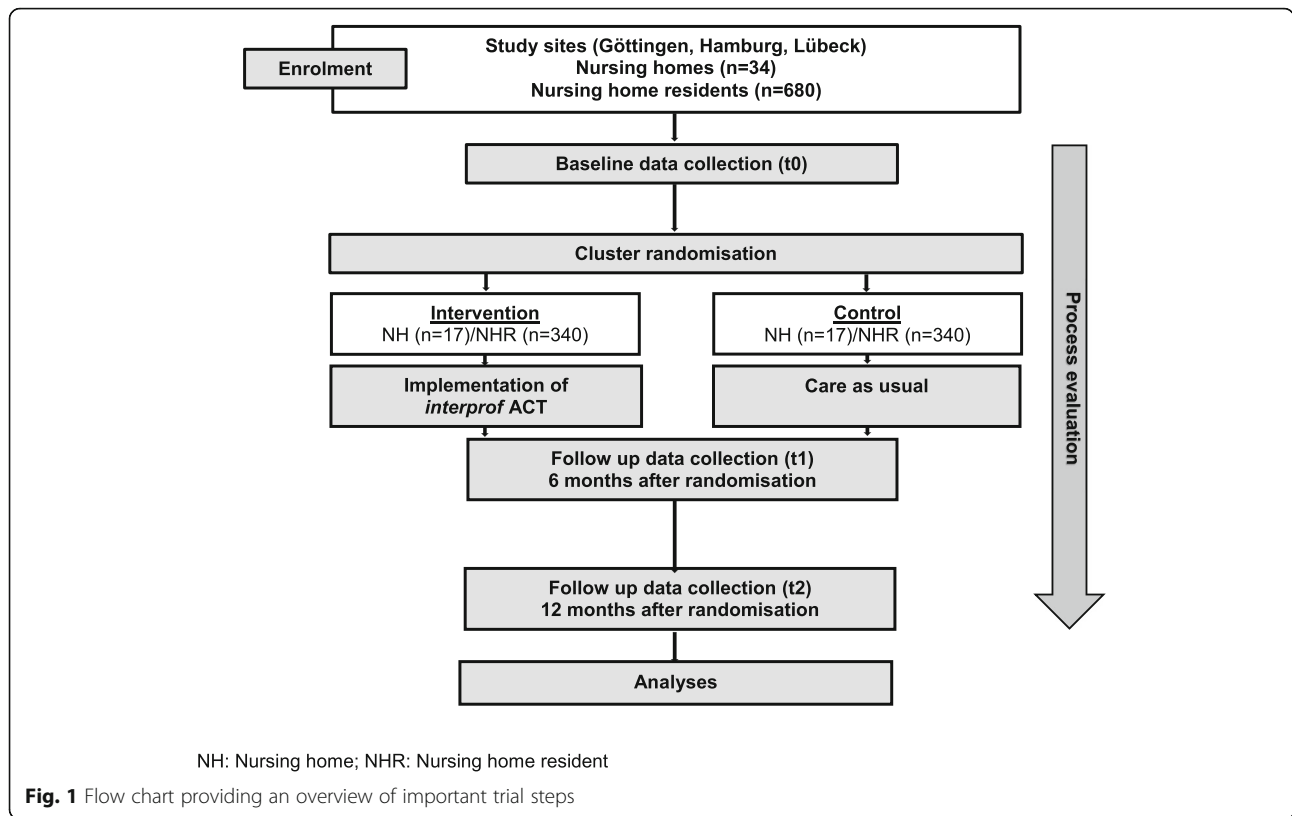 Enrolment
Study sites (Göttingen, Hamburg, Lübeck)
Nursing homes (n=34)
Nursing home residents (n=680)
Baseline data collection (t0)
Cluster randomisation
Intervention
NH (n=17)/NHR (n=340)
Control
NH (n=17)/NHR (n=340)
Implementation of
interprof ACT
Care as usual
Follow up data collection (t1)
6 months after randomisation
Follow up data collection (t2)
12 months after randomisation
Analyses
Process evaluation
NH: Nursing home; NHR: Nursing home resident
Fig. 1 Flow chart providing an overview of important trial steps